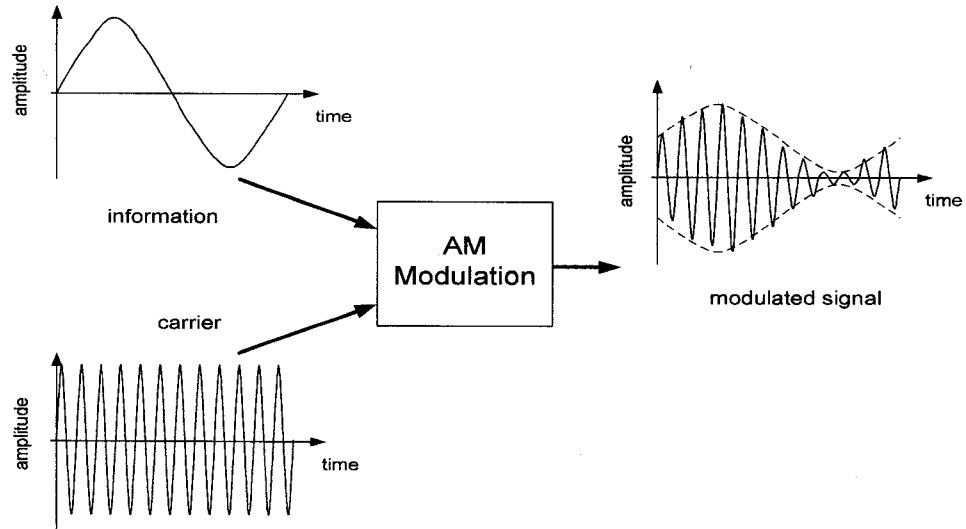 amplitude
time
information
amplitude
time
carrier
AM
Modulation
amplitude
time
modulated signal